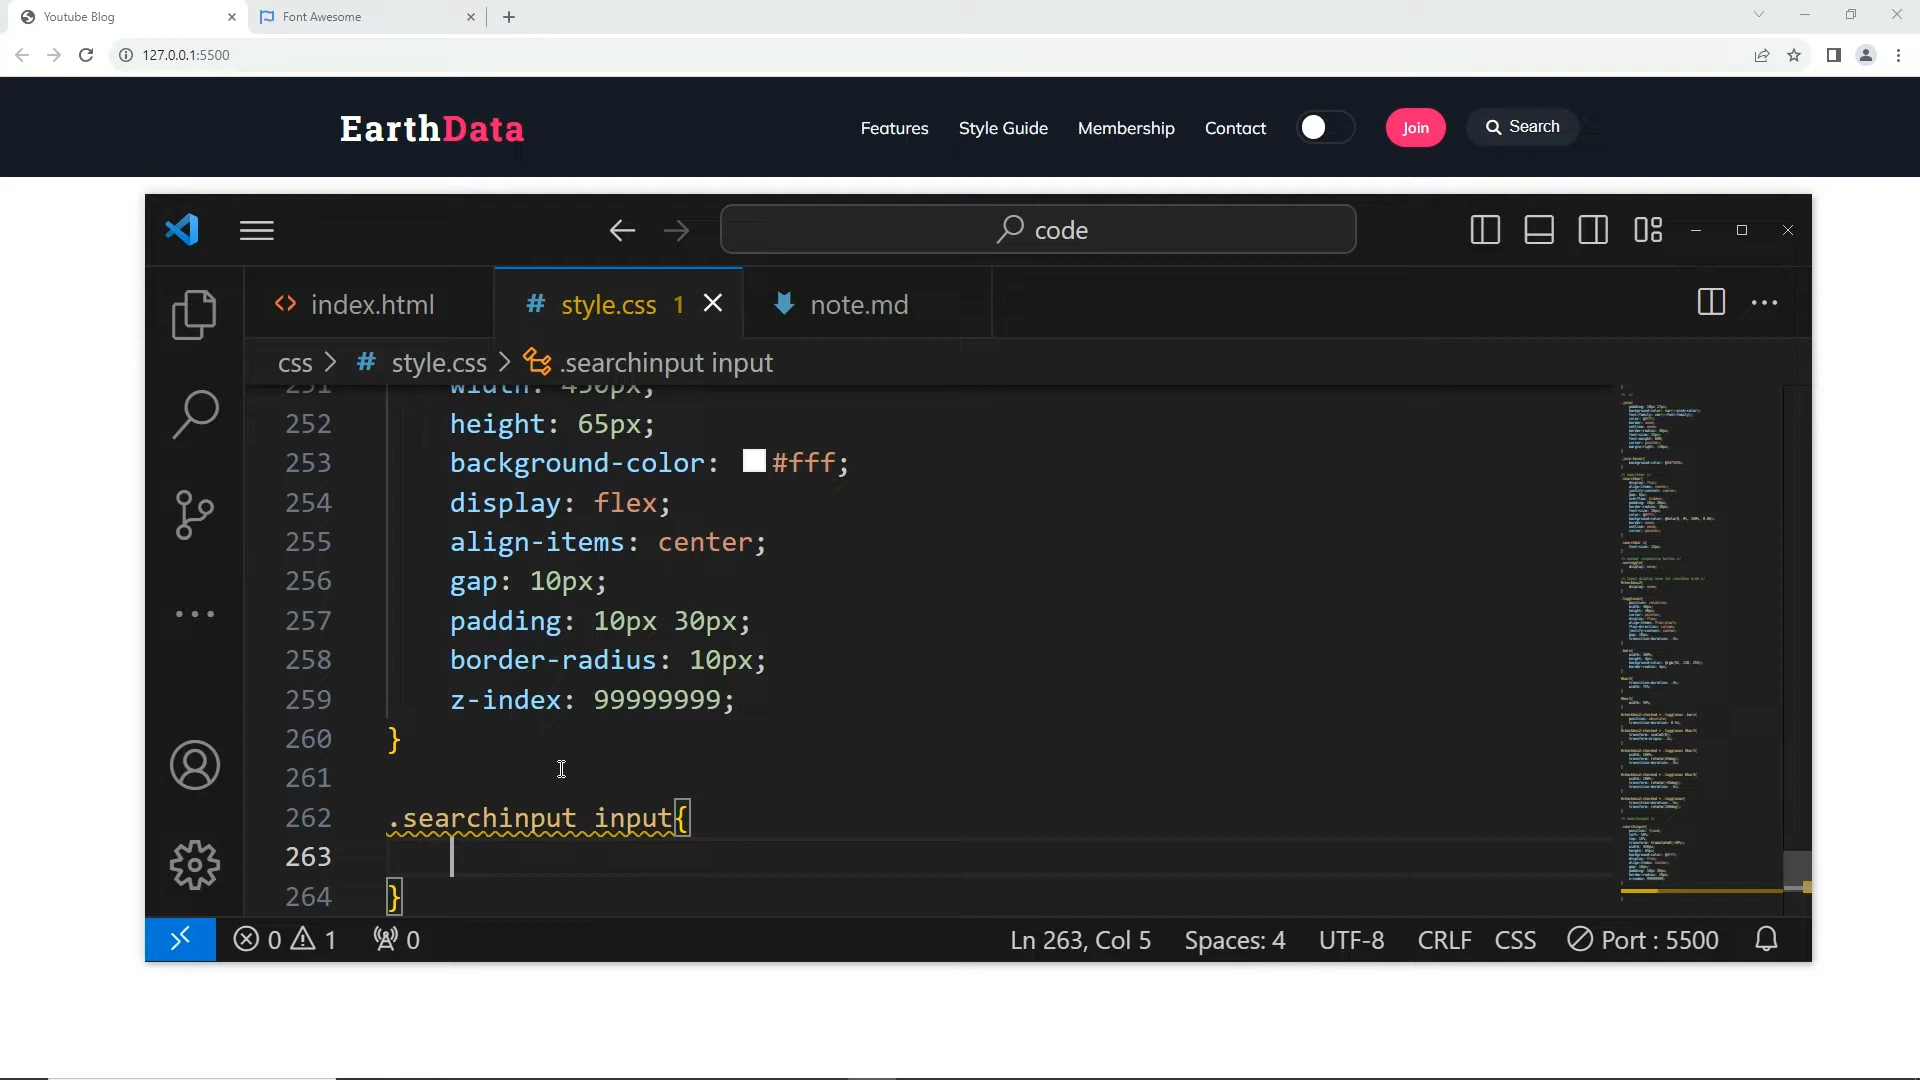 Youtube Blog
Font Awesome
127.0.0.1:5500
EarthData
Features
Style Guide
Membership
Contact
Join
Search
code
index.html
style.css 1
note.md
css > # style.css > .searchinput input
252 height: 65px;
253 background-color: #fff;
254 display: flex;
255 align-items: center;
256 gap: 10px;
257 padding: 10px 30px;
258 border-radius: 10px;
259 z-index: 99999999;
260 }
261
262 .searchinput input{
263
264 }
0 1 0
Ln 263, Col 5
Spaces: 4
UTF-8
CRLF
CSS
Port : 5500